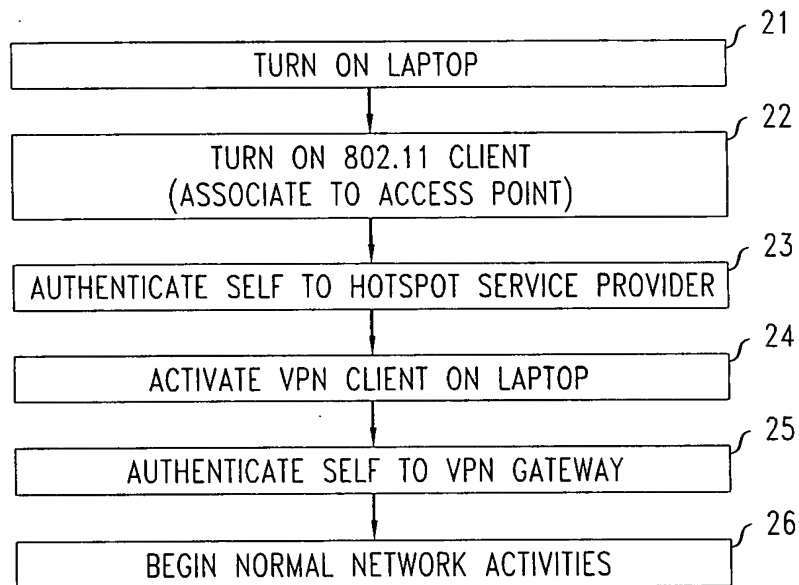 21
TURN ON LAPTOP
22
TURN ON 802.11 CLIENT
(ASSOCIATE TO ACCESS POINT)
23
AUTHENTICATE SELF TO HOTSPOT SERVICE PROVIDER
24
ACTIVATE VPN CLIENT ON LAPTOP
25
AUTHENTICATE SELF TO VPN GATEWAY
26
BEGIN NORMAL NETWORK ACTIVITIES